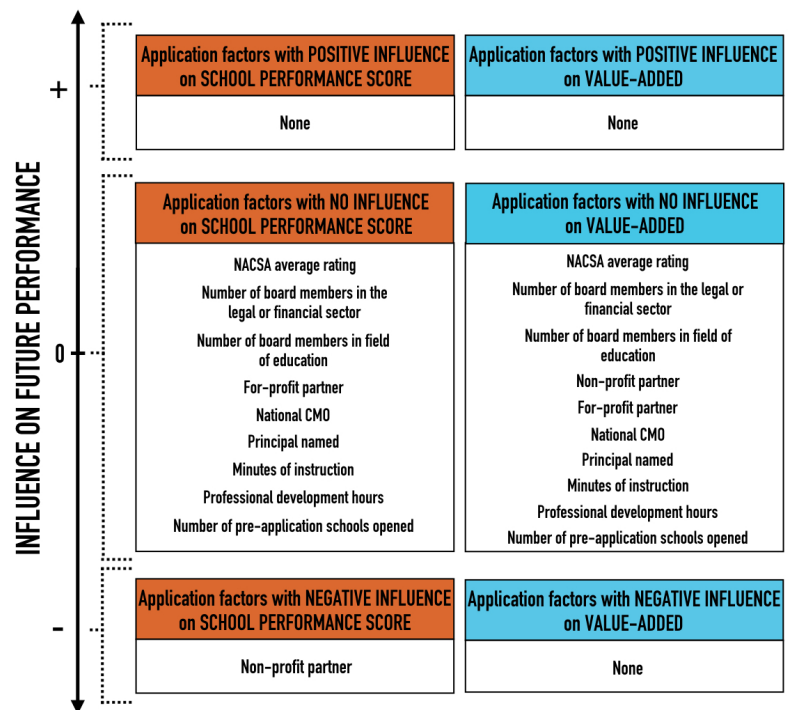 INFLUENCE ON FUTURE PERFORMANCE
+
Application factors with POSITIVE INFLUENCE
on SCHOOL PERFORMANCE SCORE
None
Application factors with POSITIVE INFLUENCE
on VALUE-ADDED
None
0
Application factors with NO INFLUENCE
on SCHOOL PERFORMANCE SCORE
NACSA average rating
Number of board members in the
legal or financial sector
Number of board members in field
of education
For-profit partner
National CMO
Principal named
Minutes of instruction
Professional development hours
Number of pre-application schools opened
Application factors with NO INFLUENCE
on VALUE-ADDED
NACSA average rating
Number of board members in the legal or
financial sector
Number of board members in field of
education
Non-profit partner
For-profit partner
National CMO
Principal named
Minutes of instruction
Professional development hours
Number of pre-application schools opened
-
Application factors with NEGATIVE INFLUENCE
on SCHOOL PERFORMANCE SCORE
Non-profit partner
Application factors with NEGATIVE INFLUENCE
on VALUE-ADDED
None